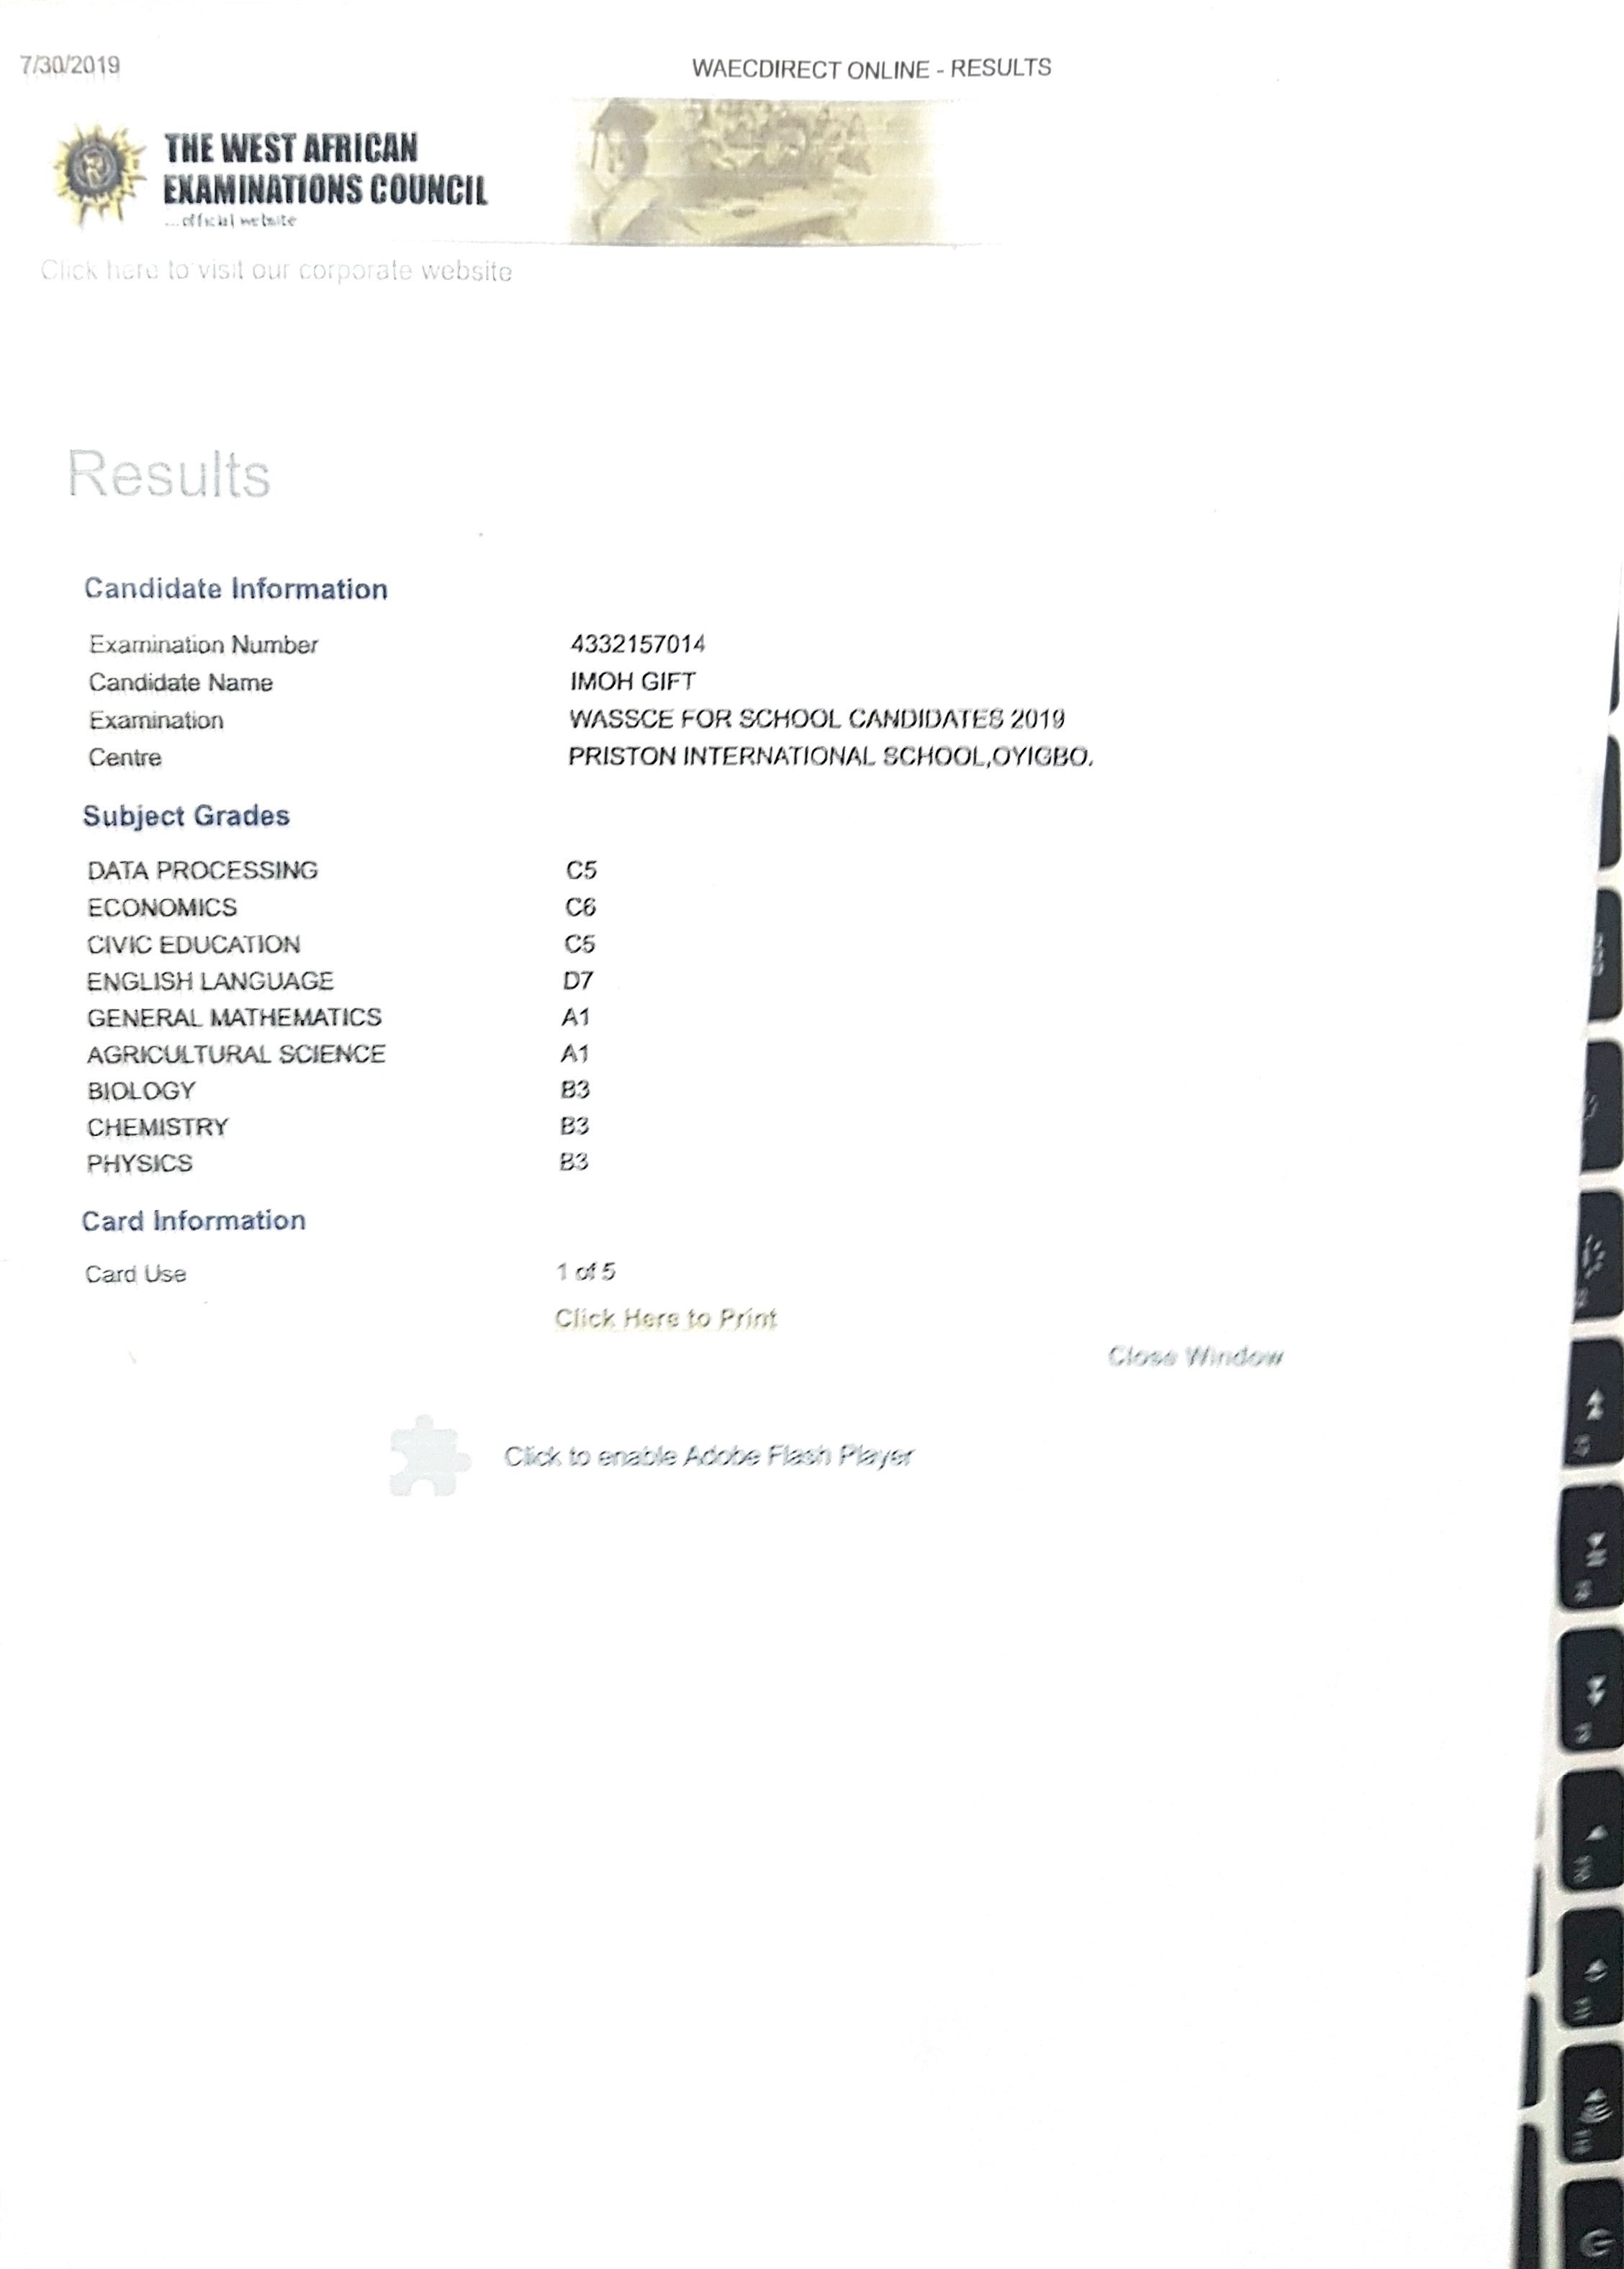 7/30/2019 WAECDIRECT ONLINE - RESULTS
THE WEST AFRICAN
EXAMINATIONS COUNCIL
...official website
Click here to visit our corporate website
Results
Candidate Information
Examination Number 4332157014
Candidate Name IMOH GIFT
Examination WASSCE FOR SCHOOL CANDIDATES 2019
Centre PRISTON INTERNATIONAL SCHOOL,OYIGBO.
Subject Grades
DATA PROCESSING C5
ECONOMICS C6
CIVIC EDUCATION C5
ENGLISH LANGUAGE D7
GENERAL MATHEMATICS A1
AGRICULTURAL SCIENCE A1
BIOLOGY B3
CHEMISTRY B3
PHYSICS B3
Card Information
Card Use 1 of 5
Click Here to Print
Close Window
Click to enable Adobe Flash Player